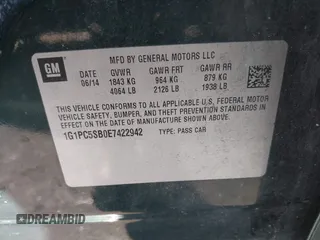 GM
MFD BY GENERAL MOTORS LLC
DATE GVWR GAWR FRT GAWR RR
06/14 1843 KG 964 KG 879 KG
4064 LB 2126 LB 1938 LB
THIS VEHICLE CONFORMS TO ALL APPLICABLE U.S. FEDERAL MOTOR
VEHICLE SAFETY, BUMPER, AND THEFT PREVENTION STANDARDS IN
EFFECT ON THE DATE OF MANUFACTURE SHOWN ABOVE.
1G1PC5SB0E7422942 TYPE: PASS CAR
DREAMBID